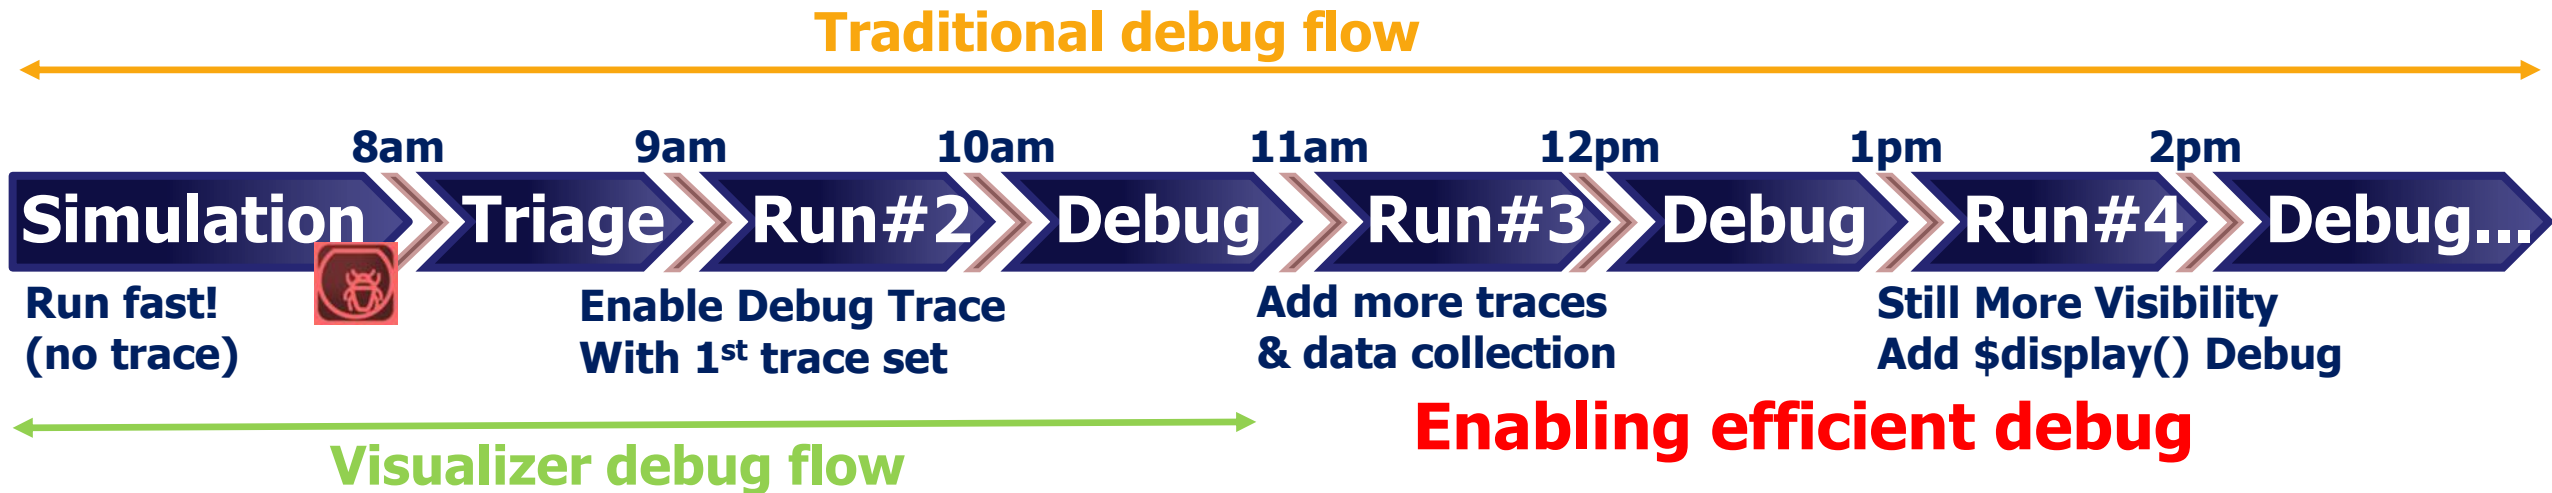 Traditional debug flow
8am 9am 10am 11am 12pm 1pm 2pm
Simulation Triage Run#2 Debug Run#3 Debug Run#4 Debug...
Run fast!
(no trace)
Enable Debug Trace
With 1st trace set
Add more traces
& data collection
Still More Visibility
Add $display() Debug
Enabling efficient debug
Visualizer debug flow